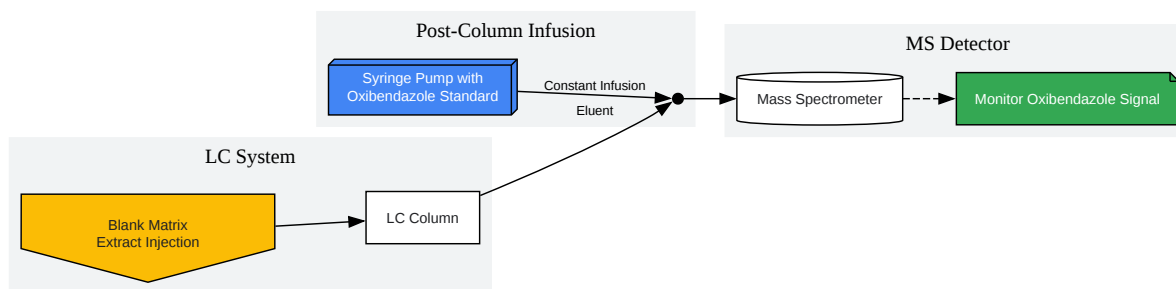 Post-Column Infusion
Syringe Pump with
Oxibendazole Standard
Constant Infusion
Eluent
MS Detector
Mass Spectrometer
Monitor Oxibendazole Signal
LC System
Blank Matrix
Extract Injection
LC Column